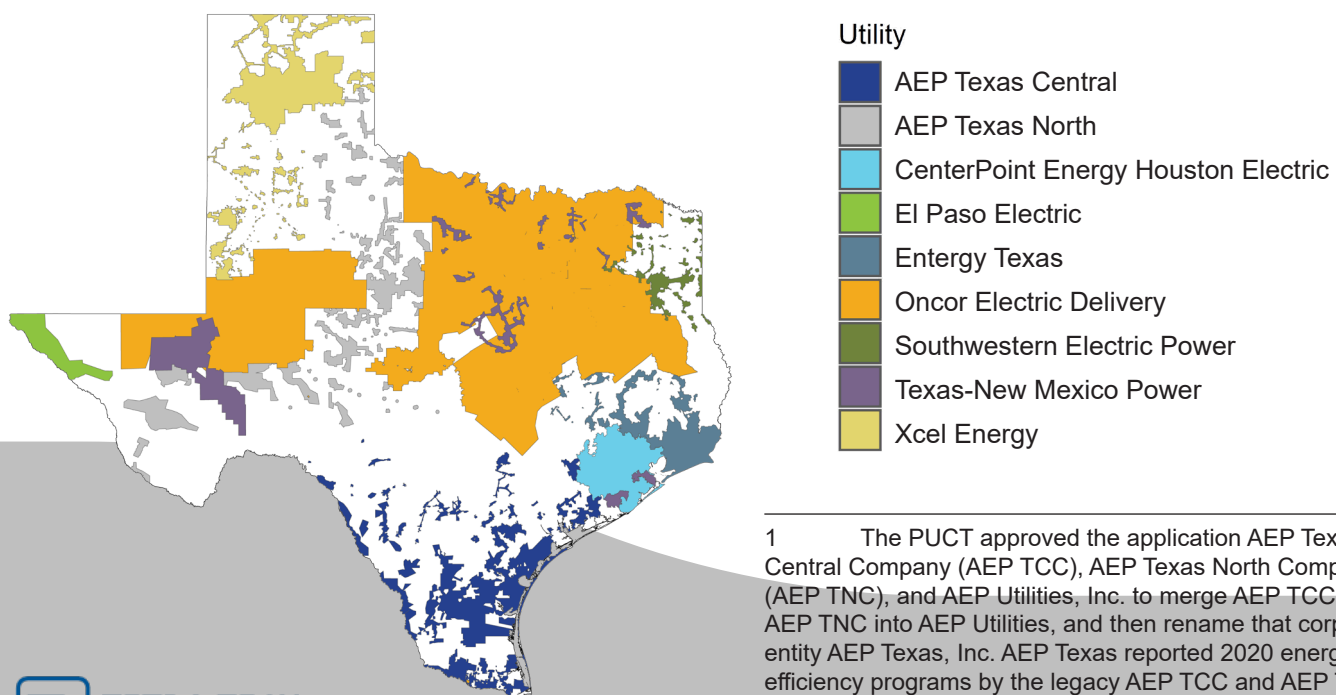 Utility
AEP Texas Central
AEP Texas North
CenterPoint Energy Houston Electric
El Paso Electric
Entergy Texas
Oncor Electric Delivery
Southwestern Electric Power
Texas-New Mexico Power
Xcel Energy
1 The PUCT approved the application AEP Tex
Central Company (AEP TCC), AEP Texas North Comp
(AEP TNC), and AEP Utilities, Inc. to merge AEP TCC
AEP TNC into AEP Utilities, and then rename that corp
entity AEP Texas, Inc. AEP Texas reported 2020 energ
efficiency programs by the legacy AEP TCC and AEP